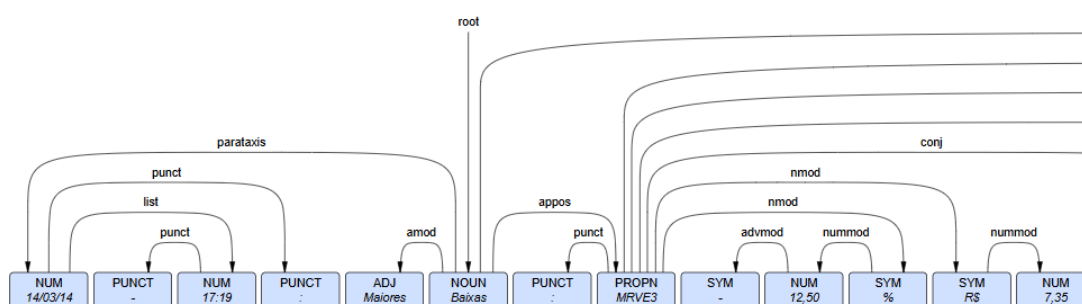 root
parataxis conj
punct nmod
list appos nmod
punct amod punct advmod nummod nummod
NUM PUNCT NUM PUNCT ADJ NOUN PUNCT PROPN SYM NUM SYM SYM NUM
14/03/14 - 17:19 : Maiores Baixas : MRVE3 - 12,50 % R$ 7,35